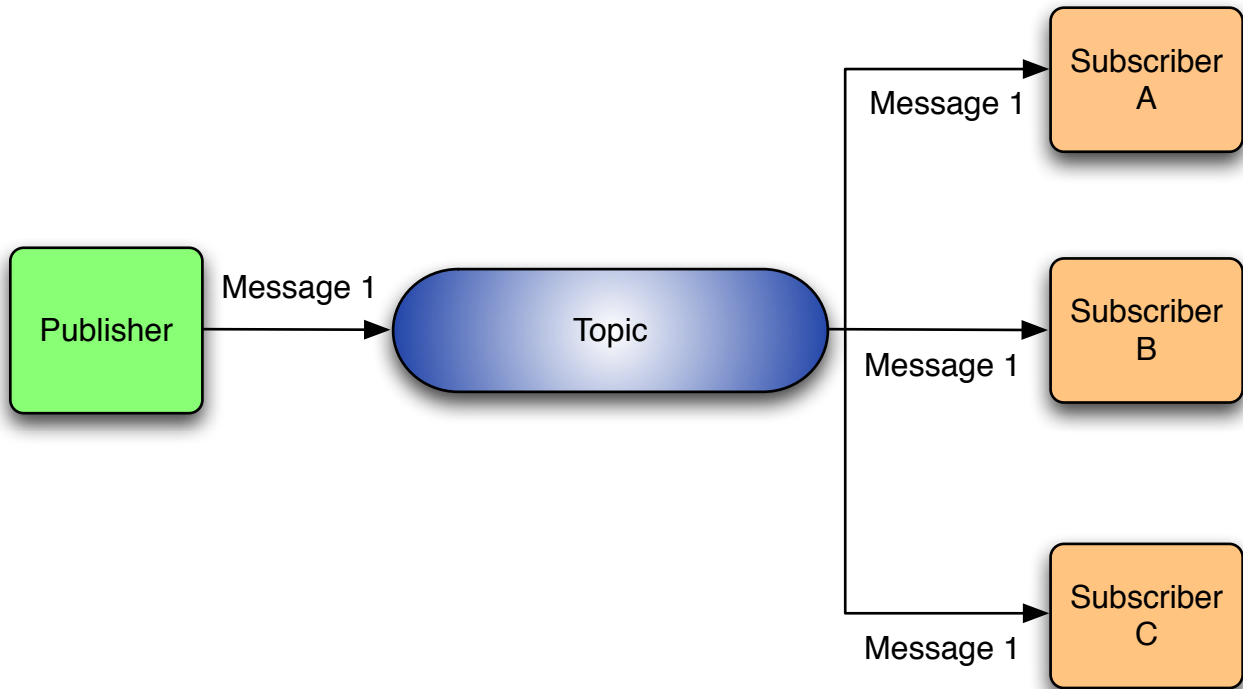 Publisher
Message 1
Topic
Message 1
Subscriber
A
Message 1
Subscriber
B
Message 1
Subscriber
C